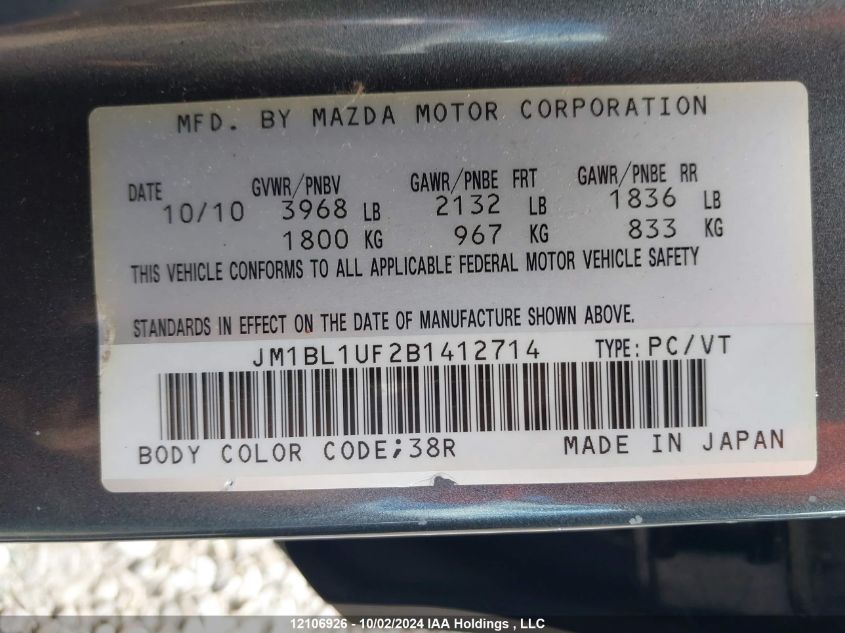 MFD. BY MAZDA MOTOR CORPORATION
DATE GVWR/PNBV GAWR/PNBE FRT GAWR/PNBE RR
10/10 3968 LB 2132 LB 1836 LB
1800 KG 967 KG 833 KG
THIS VEHICLE CONFORMS TO ALL APPLICABLE FEDERAL MOTOR VEHICLE SAFETY
STANDARDS IN EFFECT ON THE DATE OF MANUFACTURE SHOWN ABOVE.
JM1BL1UF2B1412714 TYPE: PC/VT
BODY COLOR CODE;38R MADE IN JAPAN
12106926 - 10/02/2024 IAA Holdings , LLC